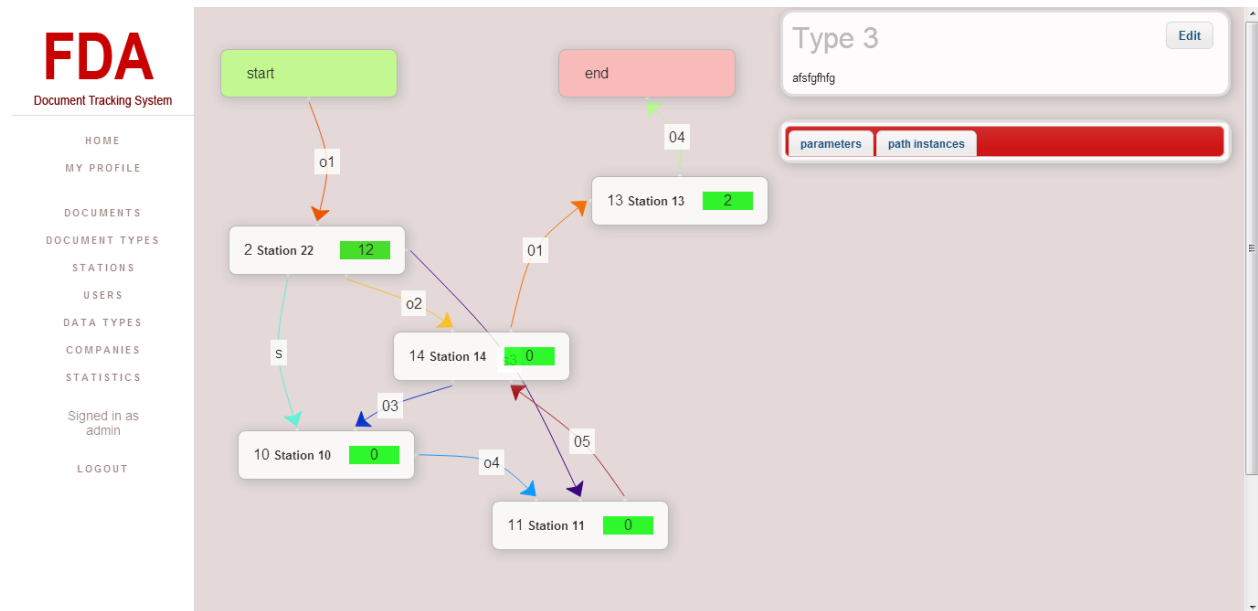 FDA
Document Tracking System
HOME
MY PROFILE
DOCUMENTS
DOCUMENT TYPES
STATIONS
USERS
DATA TYPES
COMPANIES
STATISTICS
Signed in as
admin
LOGOUT
start
end
o1
04
13 Station 13 2
2 Station 22 12
01
o2
s
14 Station 14 s3 0
03
05
10 Station 10 0
o4
11 Station 11 0
Type 3
Edit
afsfgfhfg
parameters path instances